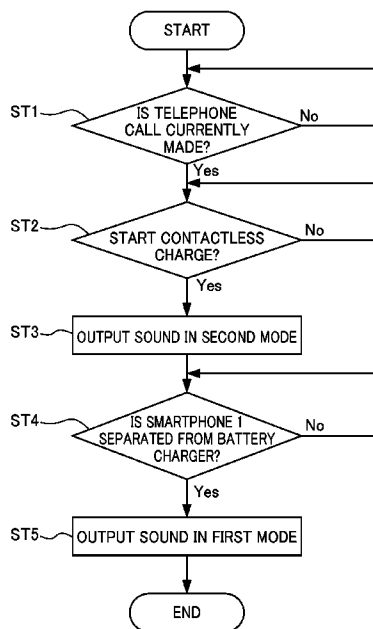 START
ST1
IS TELEPHONE
CALL CURRENTLY
MADE?
No
Yes
ST2
START CONTACTLESS
CHARGE?
No
Yes
ST3
OUTPUT SOUND IN SECOND MODE
ST4
IS SMARTPHONE 1
SEPARATED FROM BATTERY
CHARGER?
No
Yes
ST5
OUTPUT SOUND IN FIRST MODE
END